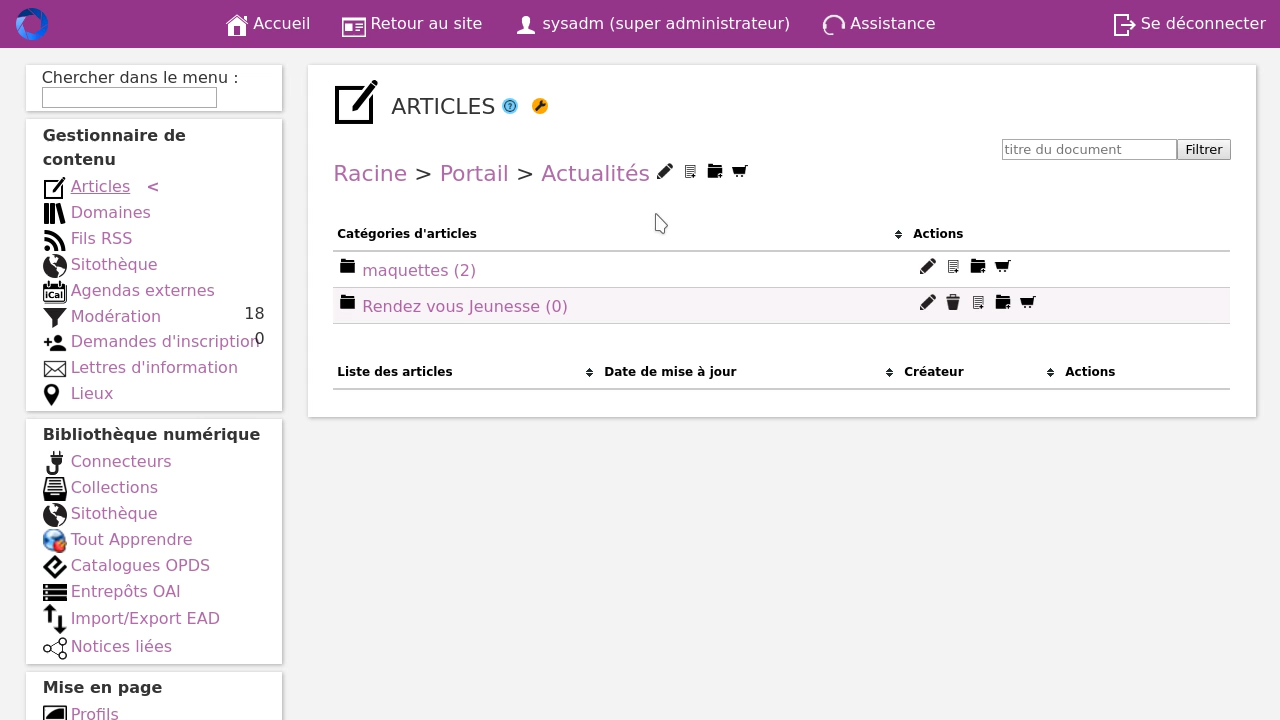 Accueil
Retour au site
sysadm (super administrateur)
Assistance
Se déconnecter
Chercher dans le menu :
Gestionnaire de
contenu
Articles <
Domaines
Fils RSS
Sitothèque
iCal Agendas externes
Modération 18
Demandes d'inscription 0
Lettres d'information
Lieux
Bibliothèque numérique
Connecteurs
Collections
Sitothèque
Tout Apprendre
Catalogues OPDS
Entrepôts OAI
Import/Export EAD
Notices liées
Mise en page
Profils
ARTICLES ?
titre du document Filtrer
Racine > Portail > Actualités
Catégories d'articles Actions
maquettes (2)
Rendez vous Jeunesse (0)
Liste des articles Date de mise à jour Créateur Actions